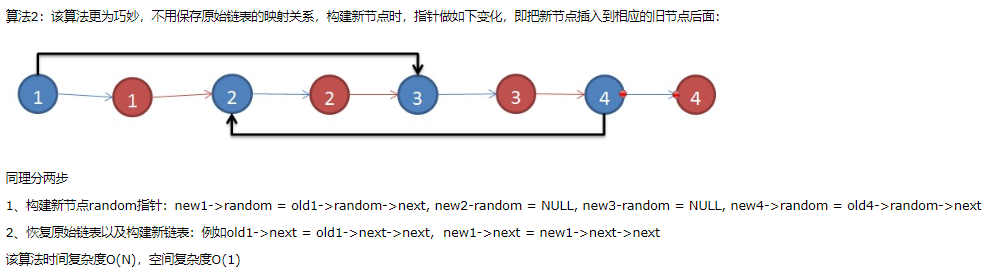 算法2：该算法更为巧妙，不用保存原始链表的映射关系，构建新节点时，指针做如下变化，即把新节点插入到相应的旧节点后面：
1 1 2 2 3 3 4 4
同理分两步
1、构建新节点random指针：new1->random = old1->random->next, new2-random = NULL, new3-random = NULL, new4->random = old4->random->next
2、恢复原始链表以及构建新链表：例如old1->next = old1->next->next， new1->next = new1->next->next
该算法时间复杂度O(N)，空间复杂度O(1)